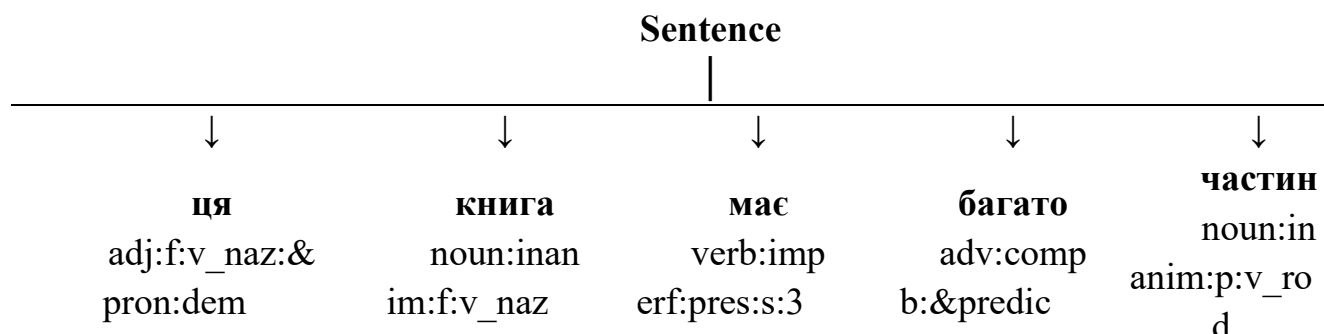 Sentence
↓ ↓ ↓ ↓ ↓
ця книга має багато частин
adj:f:v_naz:& noun:inan verb:imp adv:comp noun:in
pron:dem im:f:v_naz erf:pres:s:3 b:&predic anim:p:v_ro
d